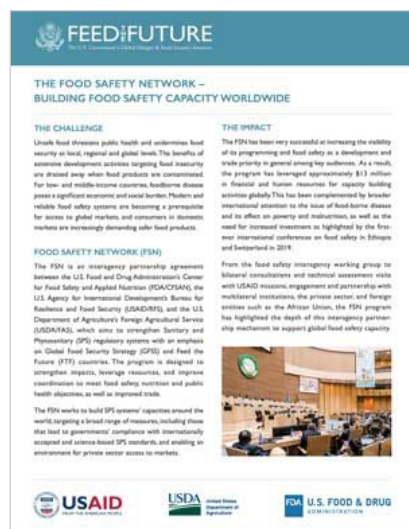 FEED THE FUTURE
The U.S. Government's Global Hunger & Food Security Initiative
THE FOOD SAFETY NETWORK –
BUILDING FOOD SAFETY CAPACITY WORLDWIDE
THE CHALLENGE
Unsafe food threatens public health and undermines food
security at local, regional and global levels. The benefits of
extensive development activities targeting food insecurity
are drained away when food products are contaminated.
For low- and middle-income countries, foodborne disease
poses a significant economic and social burden. Modern and
reliable food safety systems are becoming a prerequisite
for access to global markets, and consumers in domestic
markets are increasingly demanding safer food products.
FOOD SAFETY NETWORK (FSN)
The FSN is an interagency partnership agreement
between the U.S. Food and Drug Administration's Center
for Food Safety and Applied Nutrition (FDA/CFSAN), the
U.S. Agency for International Development's Bureau for
Resilience and Food Security (USAID/RFS), and the U.S.
Department of Agriculture's Foreign Agricultural Service
(USDA/FAS), which aims to strengthen Sanitary and
Phytosanitary (SPS) regulatory systems with an emphasis
on Global Food Security Strategy (GFSS) and Feed the
Future (FTF) countries. The program is designed to
strengthen impacts, leverage resources, and improve
coordination to meet food safety, nutrition and public
health objectives, as well as improved trade.
The FSN works to build SPS systems' capacities around the
world, targeting a broad range of measures, including those
that lead to governments' compliance with internationally
accepted and science-based SPS standards, and enabling an
environment for private sector access to markets.
THE IMPACT
The FSN has been very successful at increasing the visibility
of its programming and food safety as a development and
trade priority in general among key audiences. As a result,
the program has leveraged approximately $13 million
in financial and human resources for capacity building
activities globally. This has been complemented by broader
international attention to the issue of food-borne disease and
its effect on poverty and malnutrition, as well as the
need for increased investment as highlighted by the first-
ever international conferences on food safety in Ethiopia
and Switzerland in 2019.
From the food safety interagency working group to
bilateral consultations and technical assessment visits
with USAID missions, engagement and partnership with
multilateral institutions, the private sector, and foreign
entities such as the African Union, the FSN program
has highlighted the depth of this interagency partner-
ship mechanism to support global food safety capacity.
USAID
FROM THE AMERICAN PEOPLE
USDA
United States
Department of
Agriculture
FDA U.S. FOOD & DRUG
ADMINISTRATION